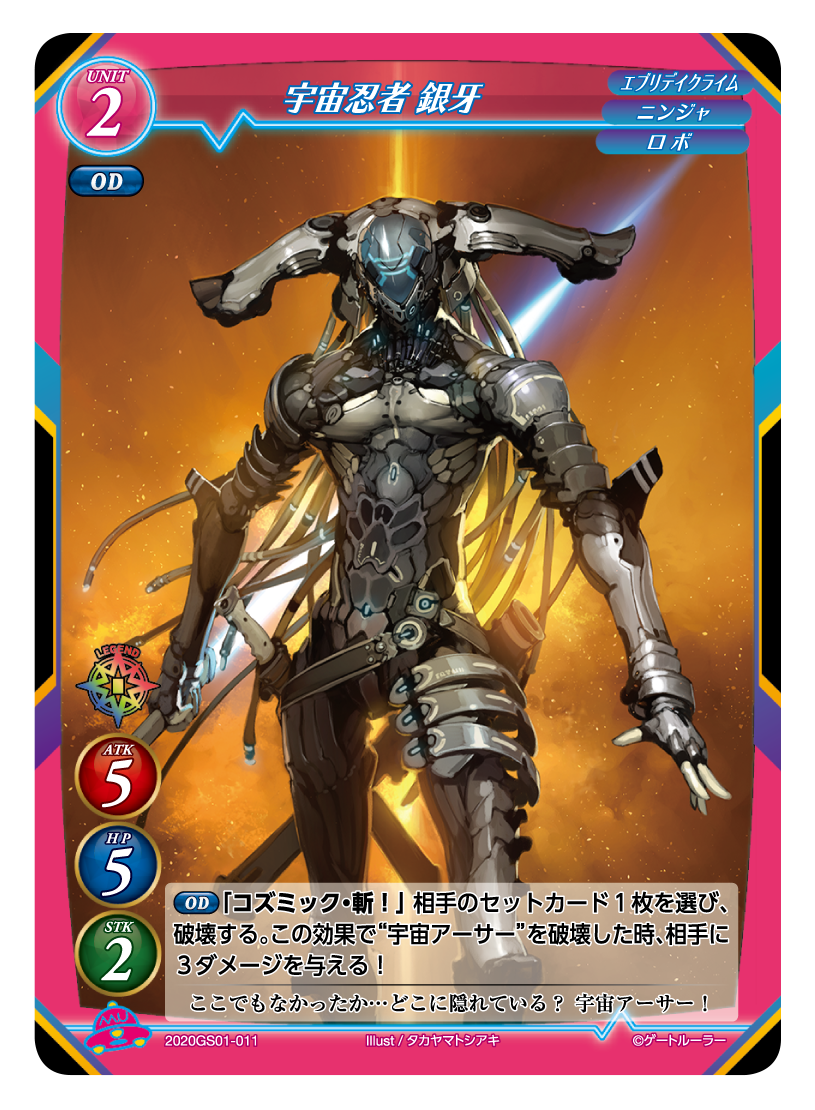 UNIT
2
宇宙忍者 銀牙
エブリデイクライム
ニンジャ
ロボ
OD
LEGEND
ATK
5
HP
5
STK
2
OD「コズミック・斬！」相手のセットカード１枚を選び、
破壊する。この効果で“宇宙アーサー”を破壊した時、相手に
３ダメージを与える！
ここでもなかったか…どこに隠れている？ 宇宙アーサー！
MU
2020GS01-011
Illust / タカヤマトシアキ
©ゲートルーラー